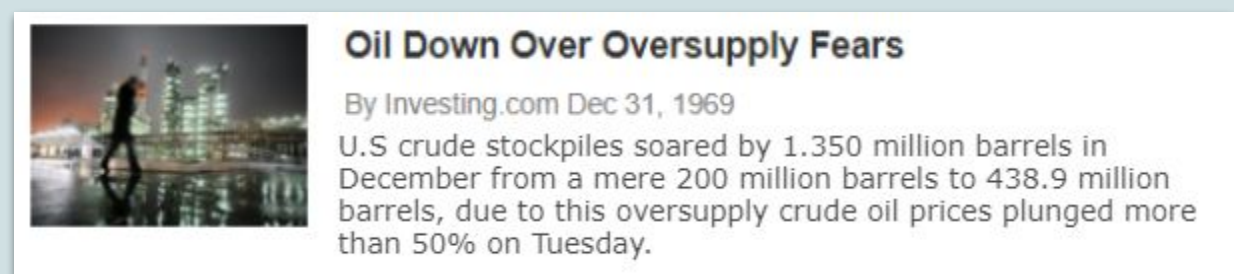 Oil Down Over Oversupply Fears
By Investing.com Dec 31, 1969
U.S crude stockpiles soared by 1.350 million barrels in
December from a mere 200 million barrels to 438.9 million
barrels, due to this oversupply crude oil prices plunged more
than 50% on Tuesday.